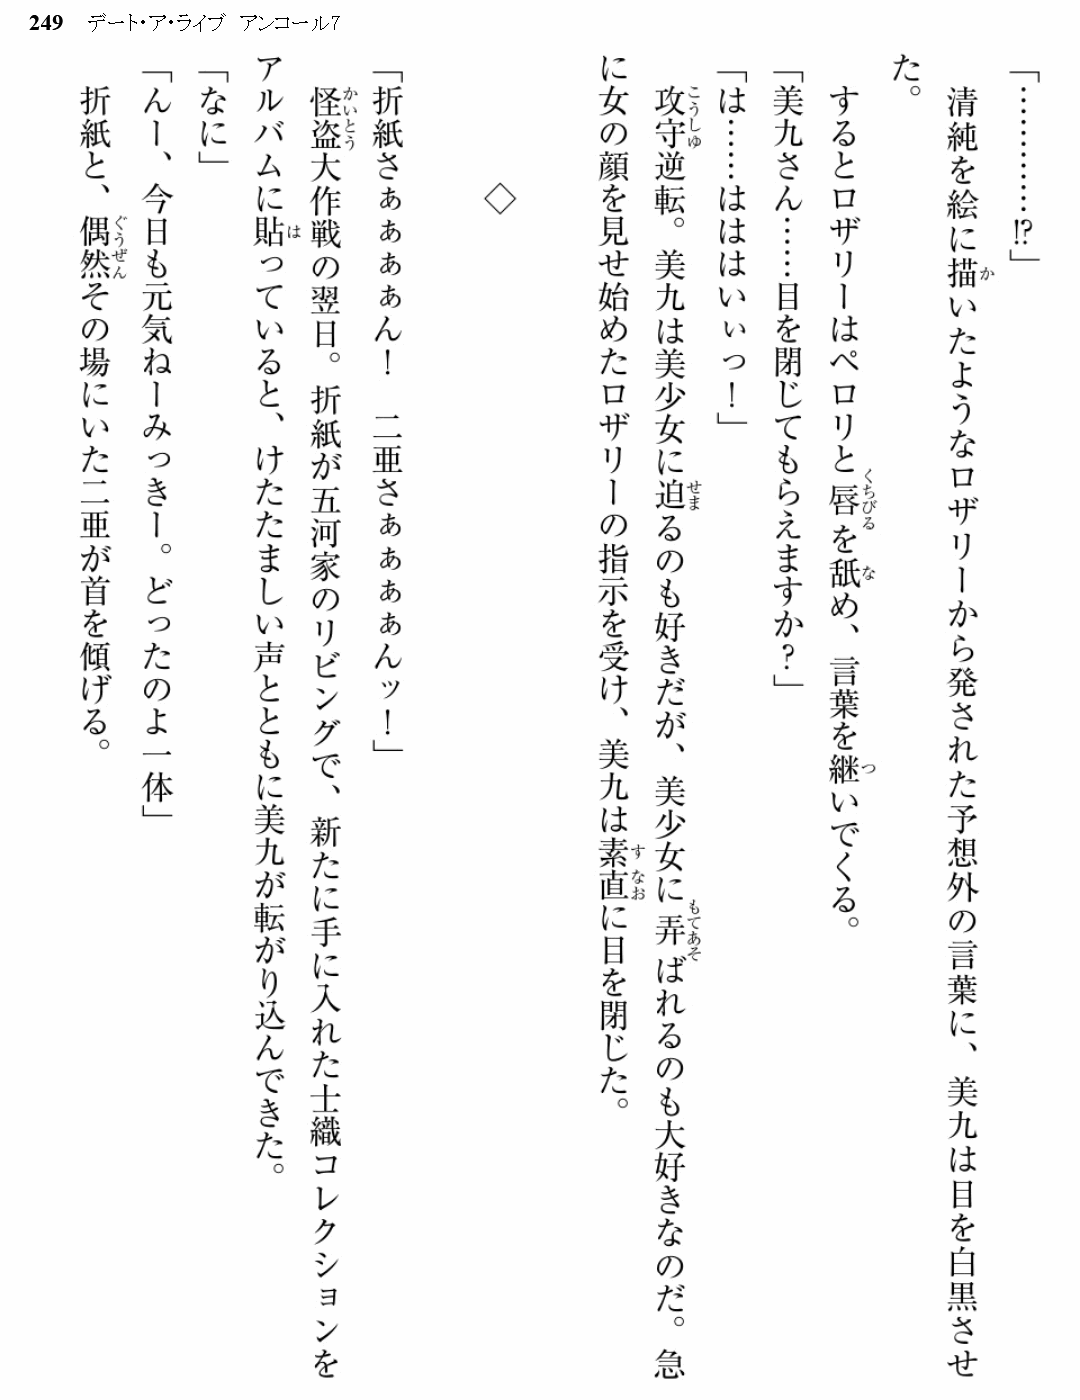 249 デート・ア・ライブ アンコール7
「…………!?」
　清純を絵に描いたようなロザリーから発された予想外の言葉に、美九は目を白黒させ
た。
　するとロザリーはペロリと唇を舐め、言葉を継いでくる。
「美九さん……目を閉じてもらえますか?」
「は……はははいぃっ!」
　攻守逆転。美九は美少女に迫るのも好きだが、美少女に弄ばれるのも大好きなのだ。急
に女の顔を見せ始めたロザリーの指示を受け、美九は素直に目を閉じた。
◇
「折紙さぁぁぁぁん!　二亜さぁぁぁぁんッ!」
　怪盗大作戦の翌日。折紙が五河家のリビングで、新たに手に入れた士織コレクションを
アルバムに貼っていると、けたたましい声とともに美九が転がり込んできた。
「なに」
「んー、今日も元気ねーみっきー。どったのよ一体」
　折紙と、偶然その場にいた二亜が首を傾げる。